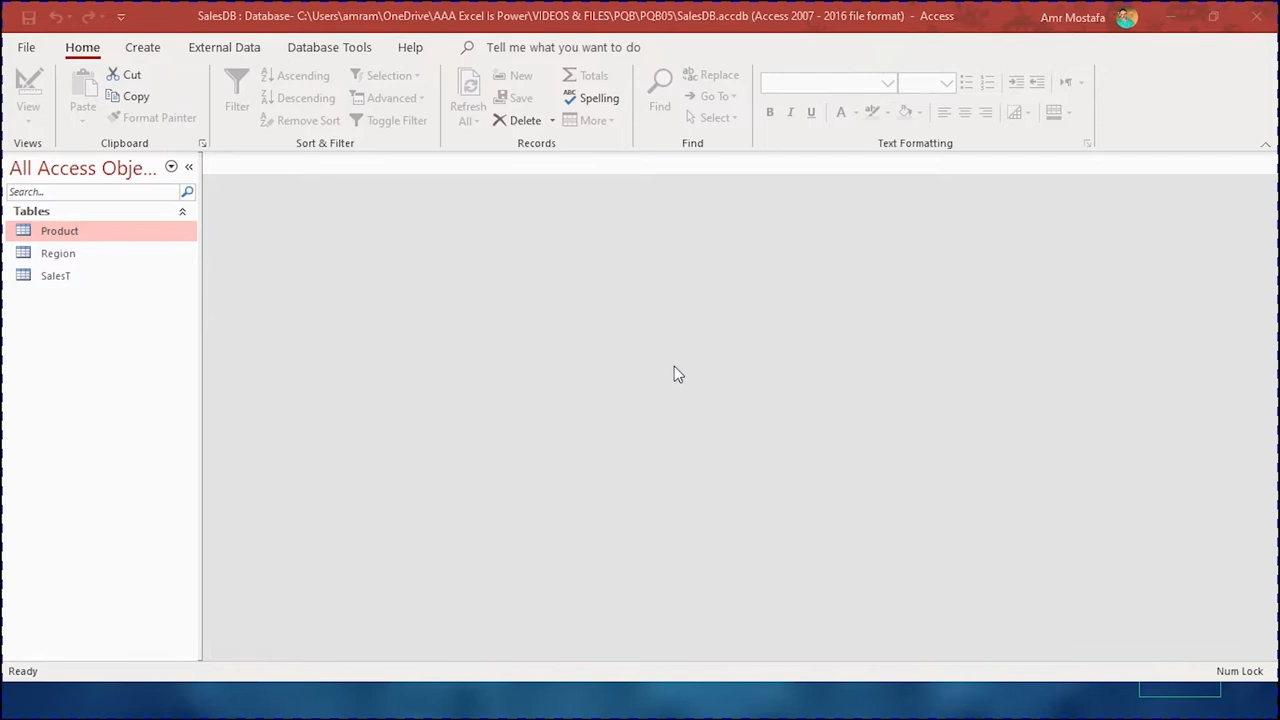 SalesDB : Database- C:\Users\amram\OneDrive\AAA Excel Is Power\VIDEOS & FILES\PQB\PQB05\SalesDB.accdb (Access 2007 - 2016 file format) - Access
Amr Mostafa
File Home Create External Data Database Tools Help Tell me what you want to do
View
Views
Paste
Cut
Copy
Format Painter
Clipboard
Filter
Ascending
Descending
Remove Sort
Selection
Advanced
Toggle Filter
Sort & Filter
Refresh
All
New
Save
Delete
Totals
Spelling
More
Records
Find
Replace
Go To
Select
Find
B I U A
Text Formatting
All Access Obje...
Search...
Tables
Product
Region
SalesT
Ready
Num Lock